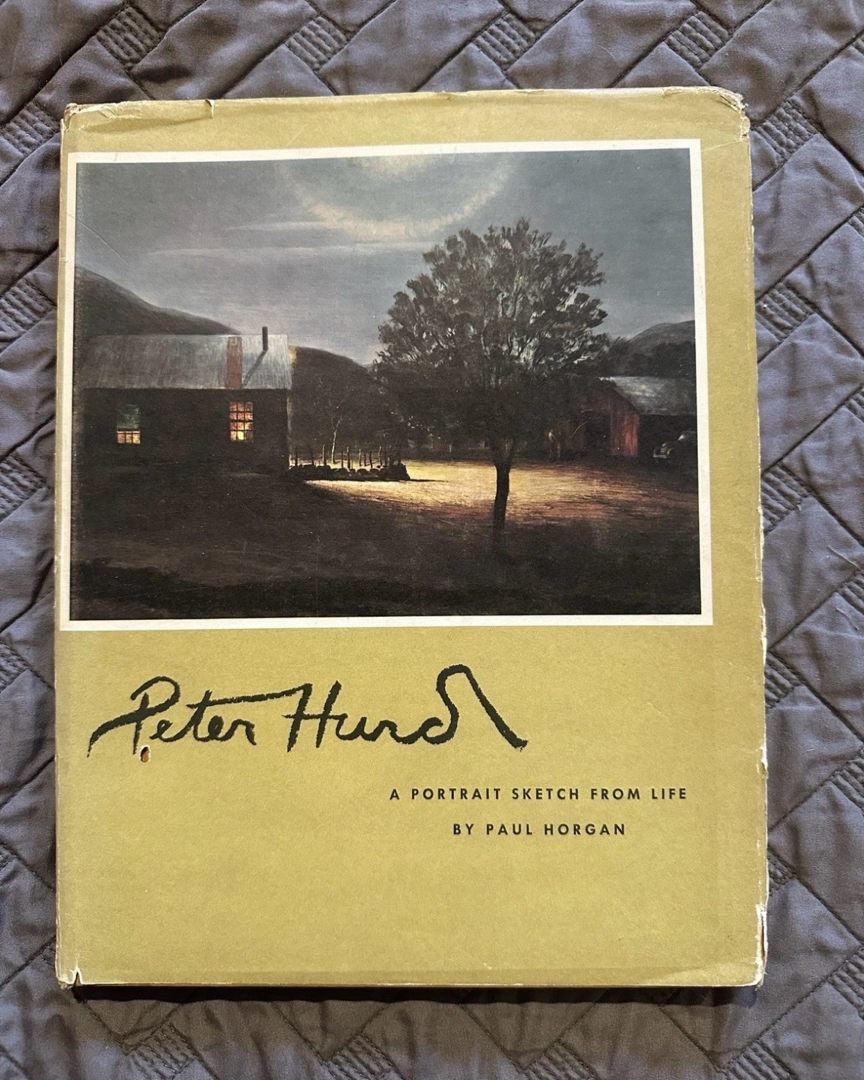 Peter Hurd
A PORTRAIT SKETCH FROM LIFE
BY PAUL HORGAN